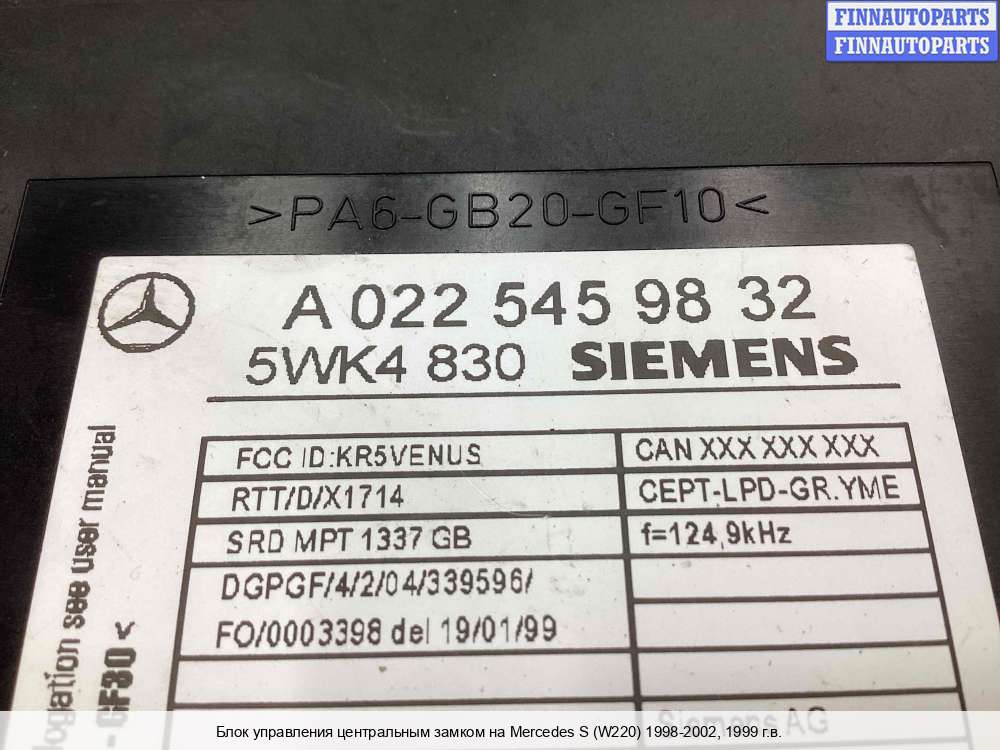 FINNAUTOPARTS
FINNAUTOPARTS
>PA6-GB20-GF10<
A 022 545 98 32
5WK4 830 SIEMENS
FCC ID:KR5VENUS
CAN XXX XXX XXX
RTT/D/X1714
CEPT-LPD-GR.YME
SRD MPT 1337 GB
f=124,9kHz
DGPGF/4/2/04/339596/
FO/0003398 del 19/01/99
see user manual
GF30 <
Siemens AG
Блок управления центральным замком на Mercedes S (W220) 1998-2002, 1999 г.в.